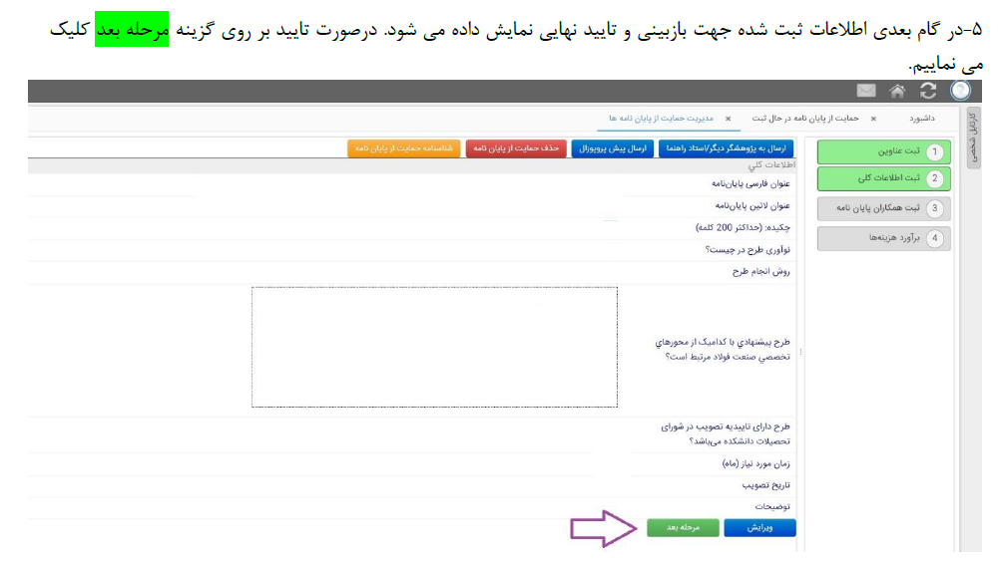 ۵-در گام بعدی اطلاعات ثبت شده جهت بازبینی و تایید نهایی نمایش داده می شود. درصورت تایید بر روی گزینه مرحله بعد کلیک
می نماییم.
داشبورد × حمایت از پایان نامه در حال ثبت × مدیریت حمایت از پایان نامه ها
کارتابل شخصی
1 ثبت عناوین
2 ثبت اطلاعات کلی
3 ثبت همکاران پایان نامه
4 برآورد هزینه‌ها
ارسال به پژوهشگر دیگر/استاد راهنما ارسال پیش پروپوزال حذف حمایت از پایان نامه شناسنامه حمایت از پایان نامه
اطلاعات کلي
عنوان فارسی پایان‌نامه
عنوان لاتین پایان‌نامه
چکیده: (حداکثر 200 کلمه)
نوآوری طرح در چیست؟
روش انجام طرح
طرح پیشنهادي با کدامیک از محورهاي
تخصصي صنعت فولاد مرتبط است؟
طرح دارای تاییدیه تصویب در شورای
تحصیلات دانشکده می‌باشد؟
زمان مورد نیاز (ماه)
تاریخ تصویب
توضیحات
ویرایش مرحله بعد